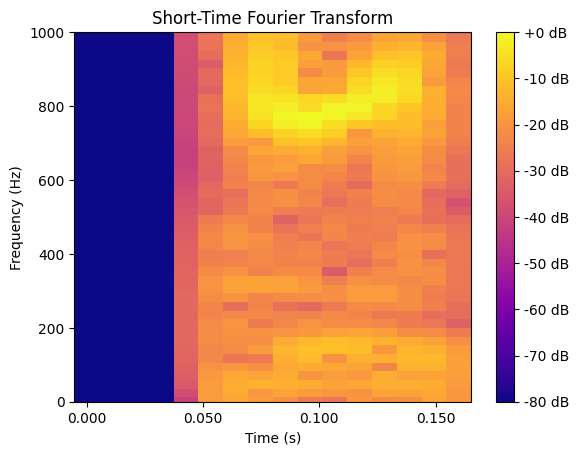 Short-Time Fourier Transform
Frequency (Hz)
1000
800
600
400
200
0
0.000
0.050
0.100
0.150
Time (s)
+0 dB
-10 dB
-20 dB
-30 dB
-40 dB
-50 dB
-60 dB
-70 dB
-80 dB